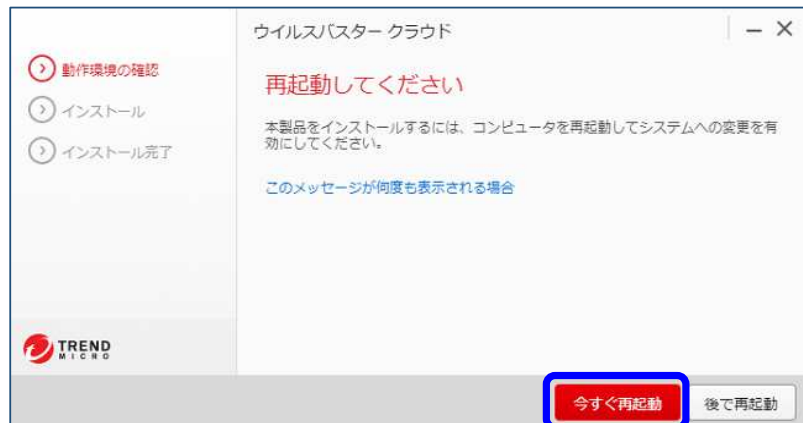 ウイルスバスター クラウド
動作環境の確認
インストール
インストール完了
再起動してください
本製品をインストールするには、コンピュータを再起動してシステムへの変更を有
効にしてください。
このメッセージが何度も表示される場合
TREND
MICRO
今すぐ再起動
後で再起動